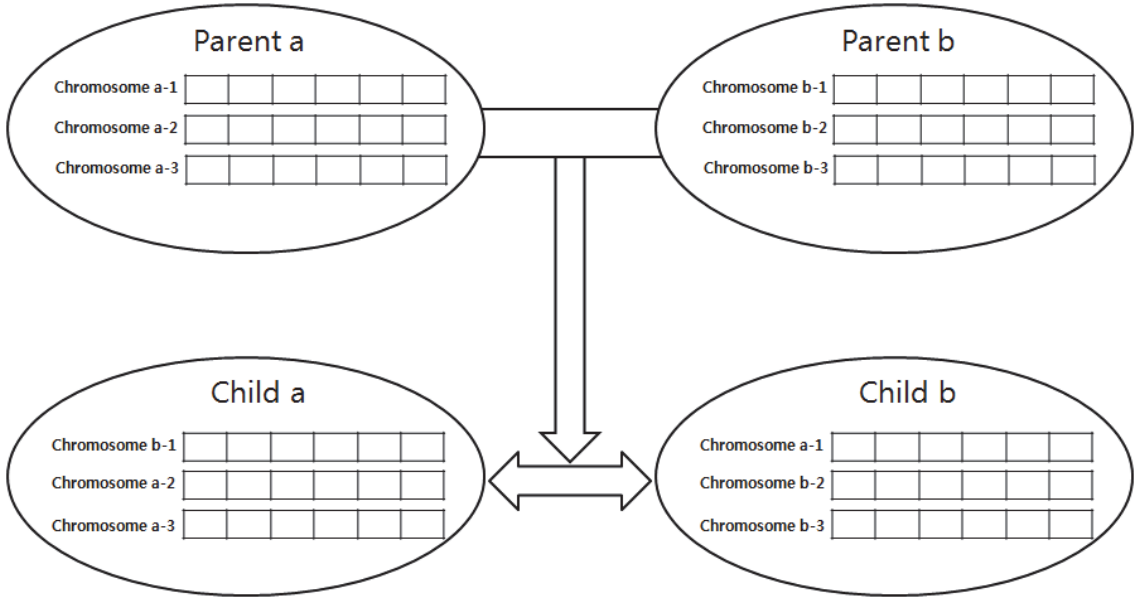 Parent a
Chromosome a-1
Chromosome a-2
Chromosome a-3
Parent b
Chromosome b-1
Chromosome b-2
Chromosome b-3
Child a
Chromosome b-1
Chromosome a-2
Chromosome a-3
Child b
Chromosome a-1
Chromosome b-2
Chromosome b-3